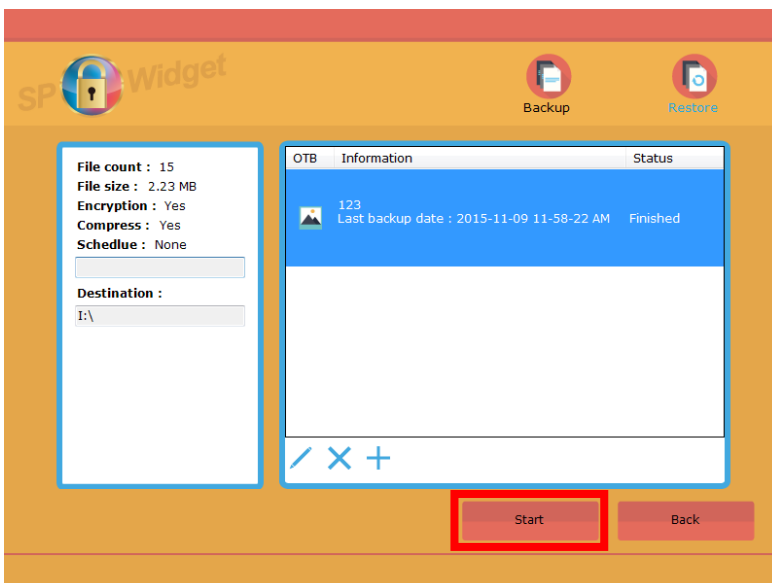 SP Widget
Backup
Restore
File count : 15
File size : 2.23 MB
Encryption : Yes
Compress : Yes
Schedlue : None
Destination :
I:\
OTB Information Status
123
Last backup date : 2015-11-09 11-58-22 AM Finished
Start
Back